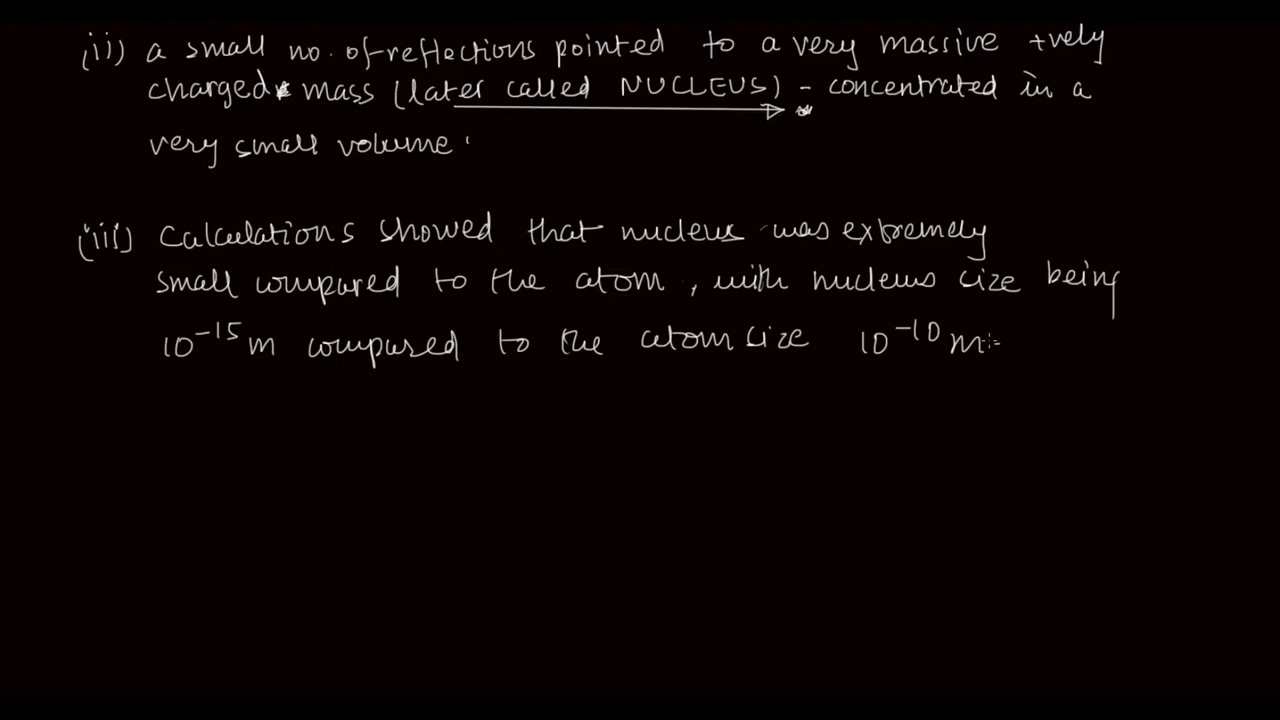 (ii) a small no. of reflections pointed to a very massive +vely
charged mass (later called NUCLEUS) - concentrated in a
very small volume.
(iii) Calculations showed that nucleus was extremely
small compared to the atom, with nucleus size being
10⁻¹⁵ m compared to the atom size 10⁻¹⁰ m